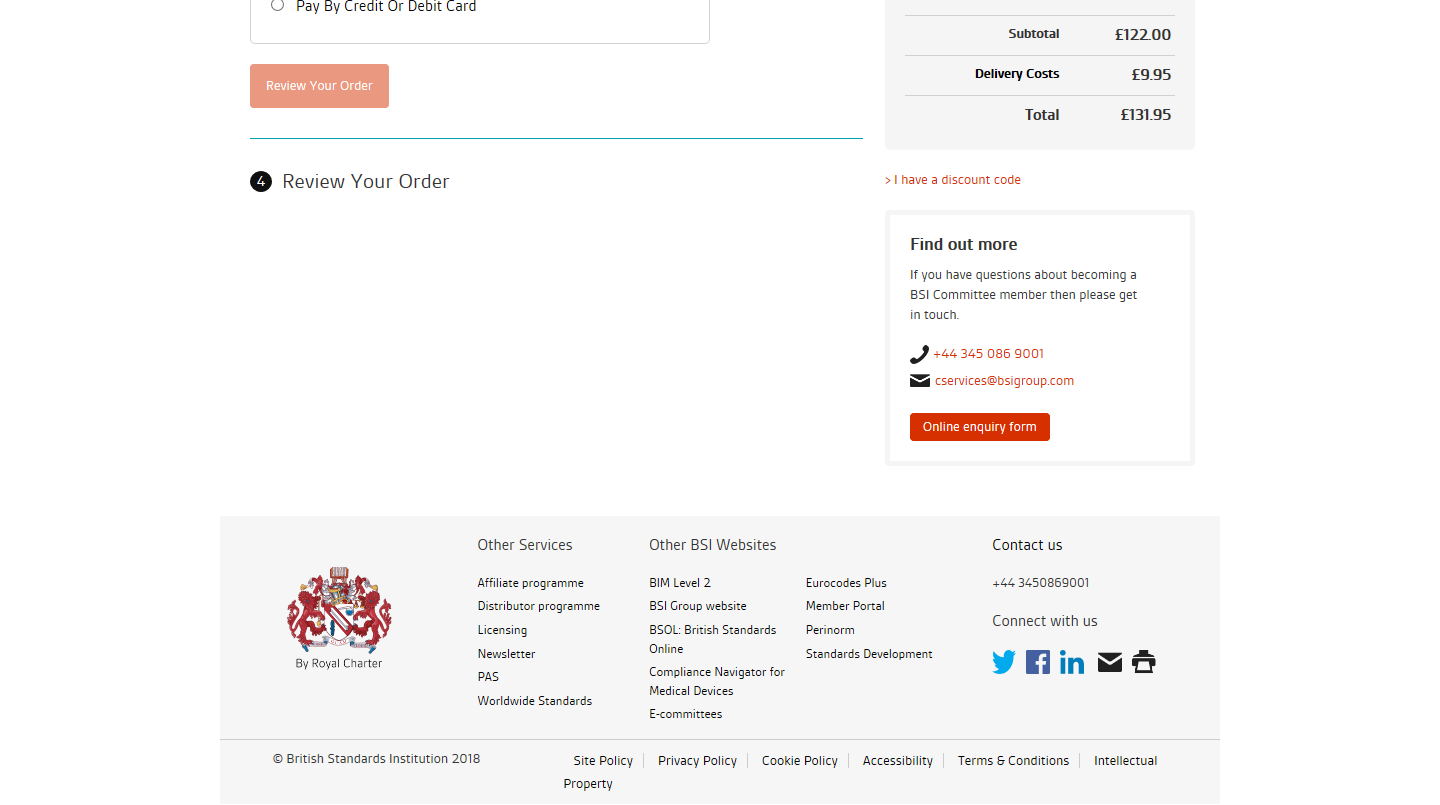 Pay By Credit Or Debit Card
Review Your Order
4 Review Your Order
Subtotal £122.00
Delivery Costs £9.95
Total £131.95
> I have a discount code
Find out more
If you have questions about becoming a
BSI Committee member then please get
in touch.
+44 345 086 9001
cservices@bsigroup.com
Online enquiry form
By Royal Charter
Other Services
Affiliate programme
Distributor programme
Licensing
Newsletter
PAS
Worldwide Standards
Other BSI Websites
BIM Level 2
BSI Group website
BSOL: British Standards
Online
Compliance Navigator for
Medical Devices
E-committees
Eurocodes Plus
Member Portal
Perinorm
Standards Development
Contact us
+44 3450869001
Connect with us
© British Standards Institution 2018
Site Policy Privacy Policy Cookie Policy Accessibility Terms & Conditions Intellectual
Property